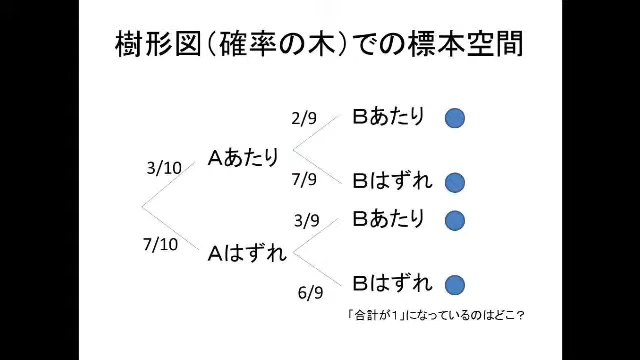 樹形図(確率の木)での標本空間
2/9
Bあたり
3/10
Aあたり
7/9
Bはずれ
3/9
Bあたり
7/10
Aはずれ
6/9
Bはずれ
「合計が1」になっているのはどこ?